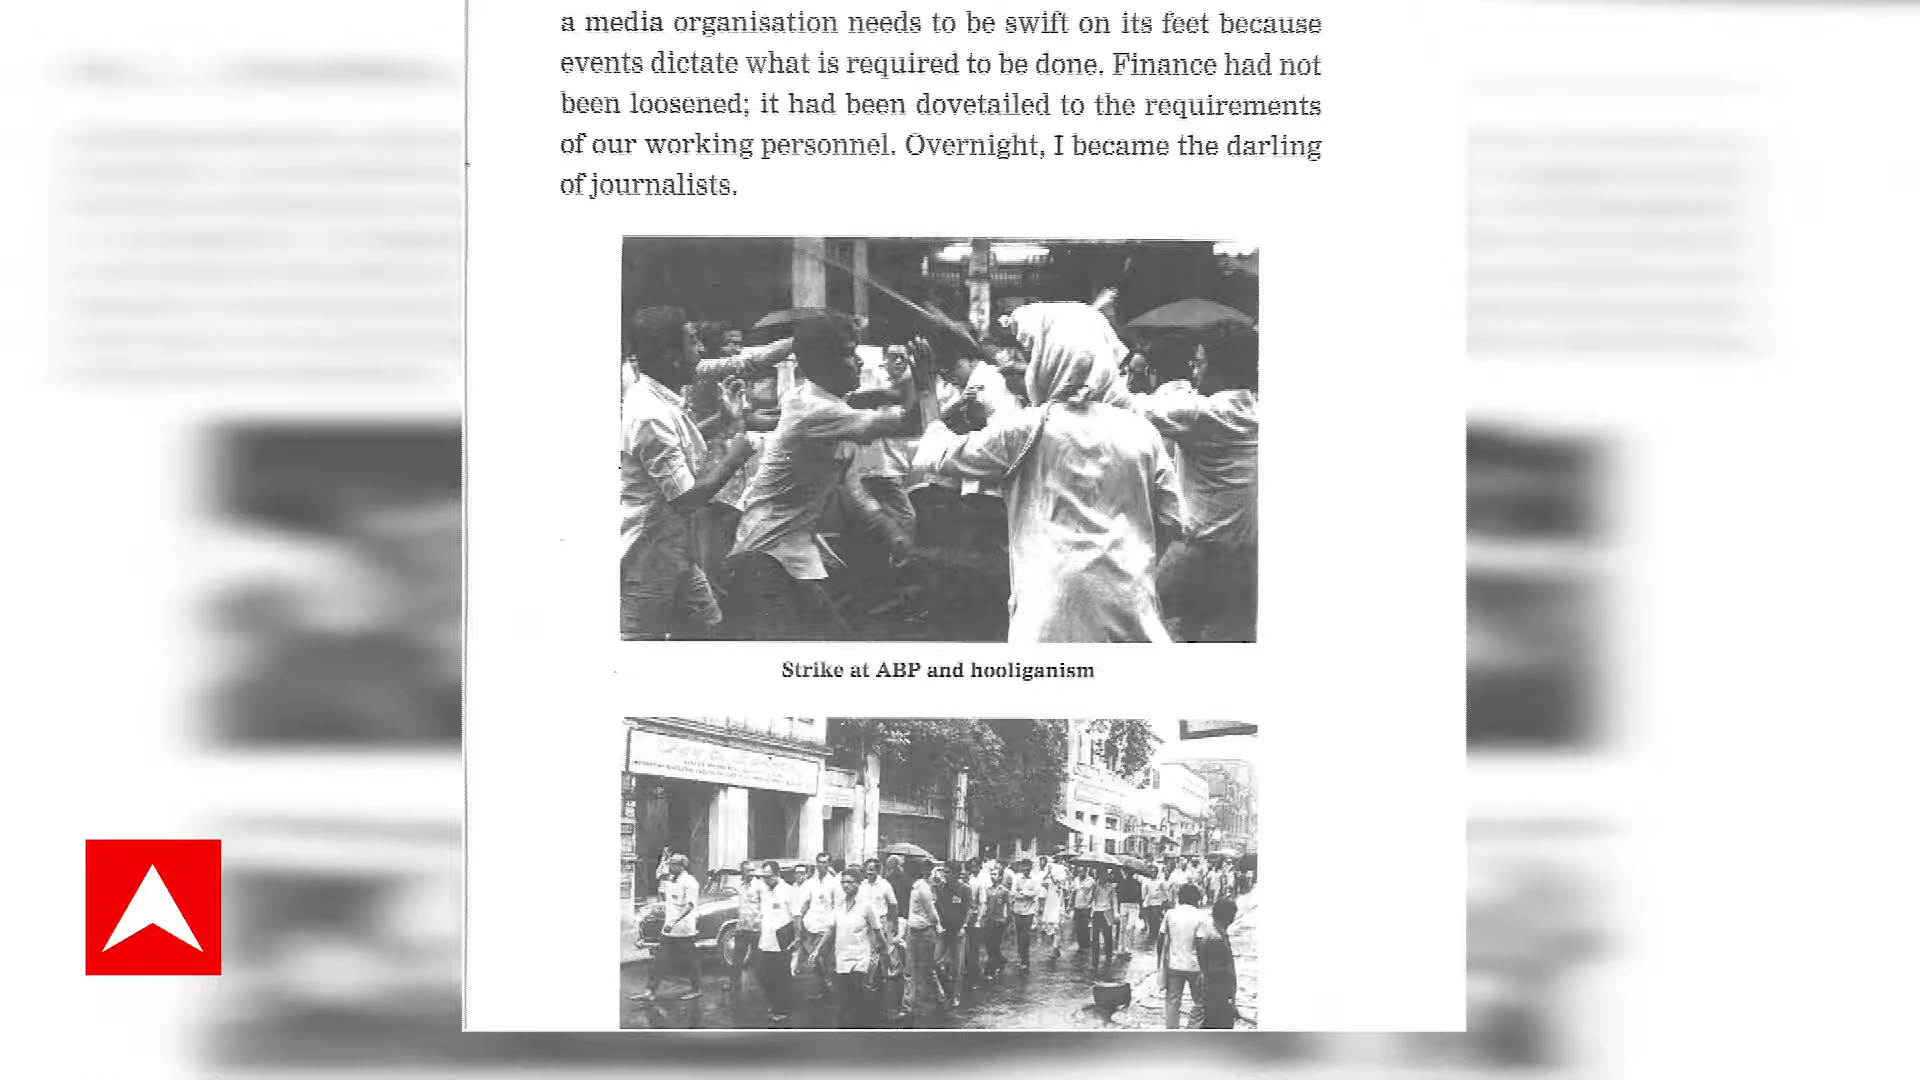 a media organisation needs to be swift on its feet because
events dictate what is required to be done. Finance had not
been loosened; it had been dovetailed to the requirements
of our working personnel. Overnight, I became the darling
of journalists.
Strike at ABP and hooliganism